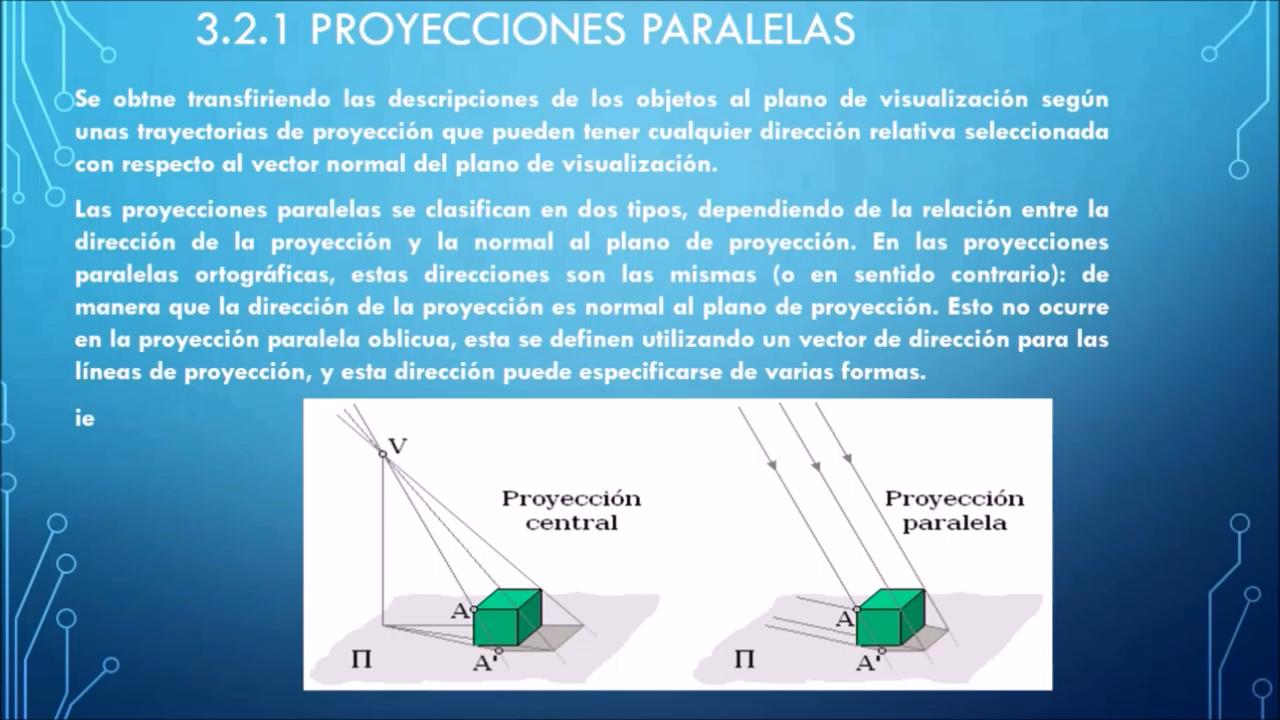 3.2.1 PROYECCIONES PARALELAS
Se obtne transfiriendo las descripciones de los objetos al plano de visualización según
unas trayectorias de proyección que pueden tener cualquier dirección relativa seleccionada
con respecto al vector normal del plano de visualización.
Las proyecciones paralelas se clasifican en dos tipos, dependiendo de la relación entre la
dirección de la proyección y la normal al plano de proyección. En las proyecciones
paralelas ortográficas, estas direcciones son las mismas (o en sentido contrario): de
manera que la dirección de la proyección es normal al plano de proyección. Esto no ocurre
en la proyección paralela oblicua, esta se definen utilizando un vector de dirección para las
líneas de proyección, y esta dirección puede especificarse de varias formas.
ie
V
Proyección
central
A
Π
A'
Proyección
paralela
A
Π
A'